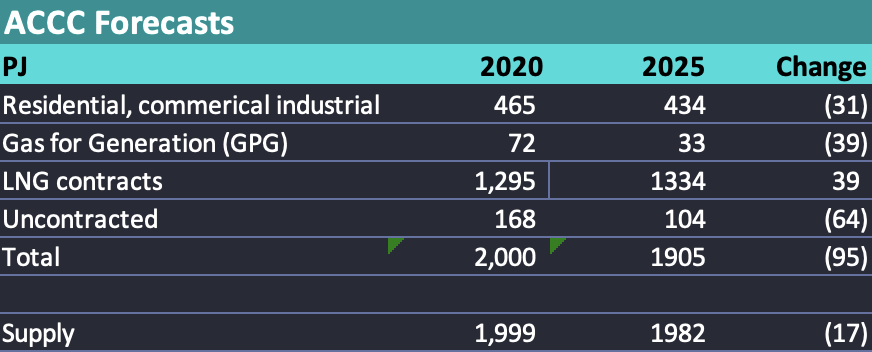 ACCC Forecasts
PJ 2020 2025 Change
Residential, commerical industrial 465 434 (31)
Gas for Generation (GPG) 72 33 (39)
LNG contracts 1,295 1334 39
Uncontracted 168 104 (64)
Total 2,000 1905 (95)
Supply 1,999 1982 (17)